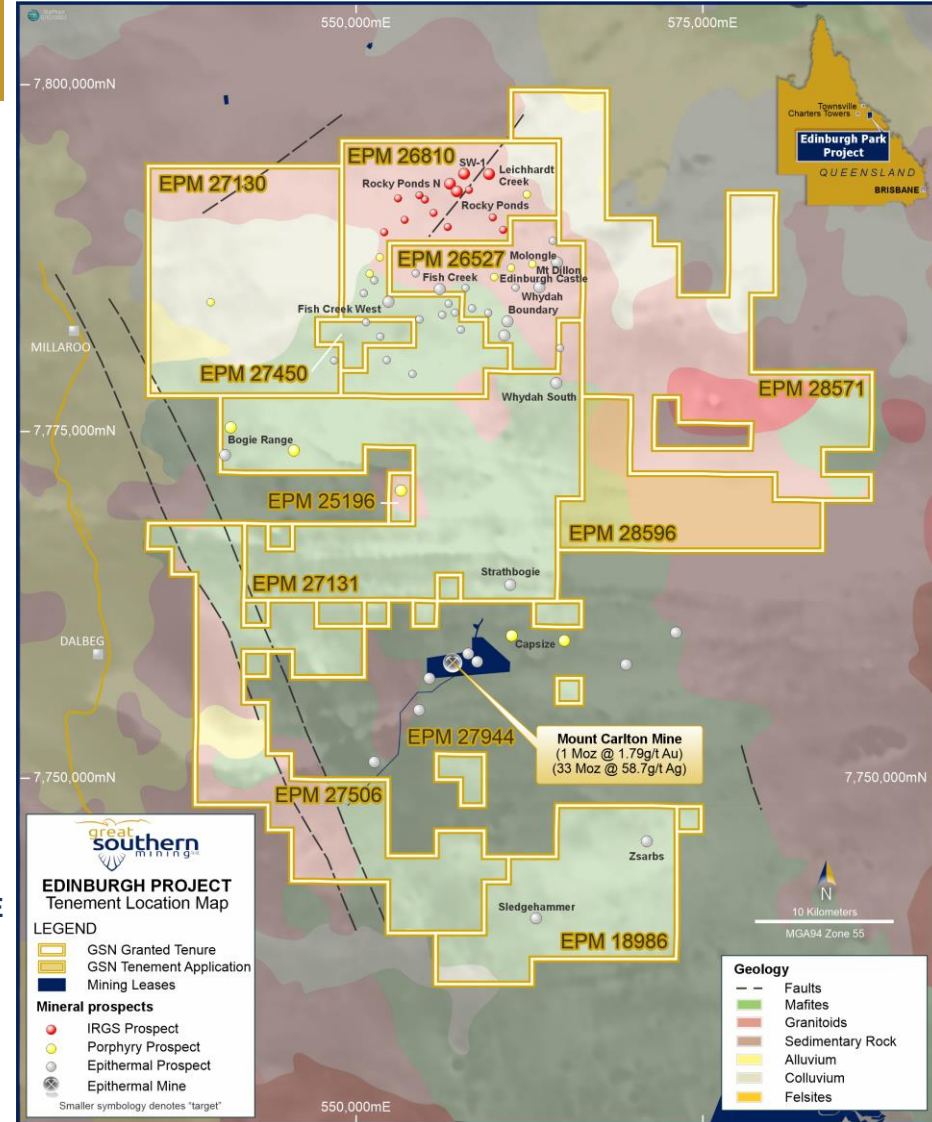 550,000mE
575,000mE
7,800,000mN
Townsville
Charters Towers
Edinburgh Park
Project
QUEENSLAND
BRISBANE
EPM 26810
EPM 27130
SW-1
Leichhardt
Creek
Rocky Ponds N
Rocky Ponds
EPM 26527
Molongle
Mt Dillon
Fish Creek
Edinburgh Castle
Whydah
Boundary
Fish Creek West
MILLAROO
EPM 27450
EPM 28571
Whydah South
7,775,000mN
Bogie Range
EPM 25196
EPM 28596
Strathbogie
EPM 27131
DALBEG
Capsize
EPM 27944
Mount Carlton Mine
(1 Moz @ 1.79g/t Au)
(33 Moz @ 58.7g/t Ag)
7,750,000mN
7,750,000mN
EPM 27506
Zsarbs
Sledgehammer
EPM 18986
N
10 Kilometers
MGA94 Zone 55
great
southern
mining
EDINBURGH PROJECT
Tenement Location Map
LEGEND
GSN Granted Tenure
GSN Tenement Application
Mining Leases
Mineral prospects
IRGS Prospect
Porphyry Prospect
Epithermal Prospect
Epithermal Mine
Smaller symbology denotes "target"
550,000mE
Geology
Faults
Mafites
Granitoids
Sedimentary Rock
Alluvium
Colluvium
Felsites